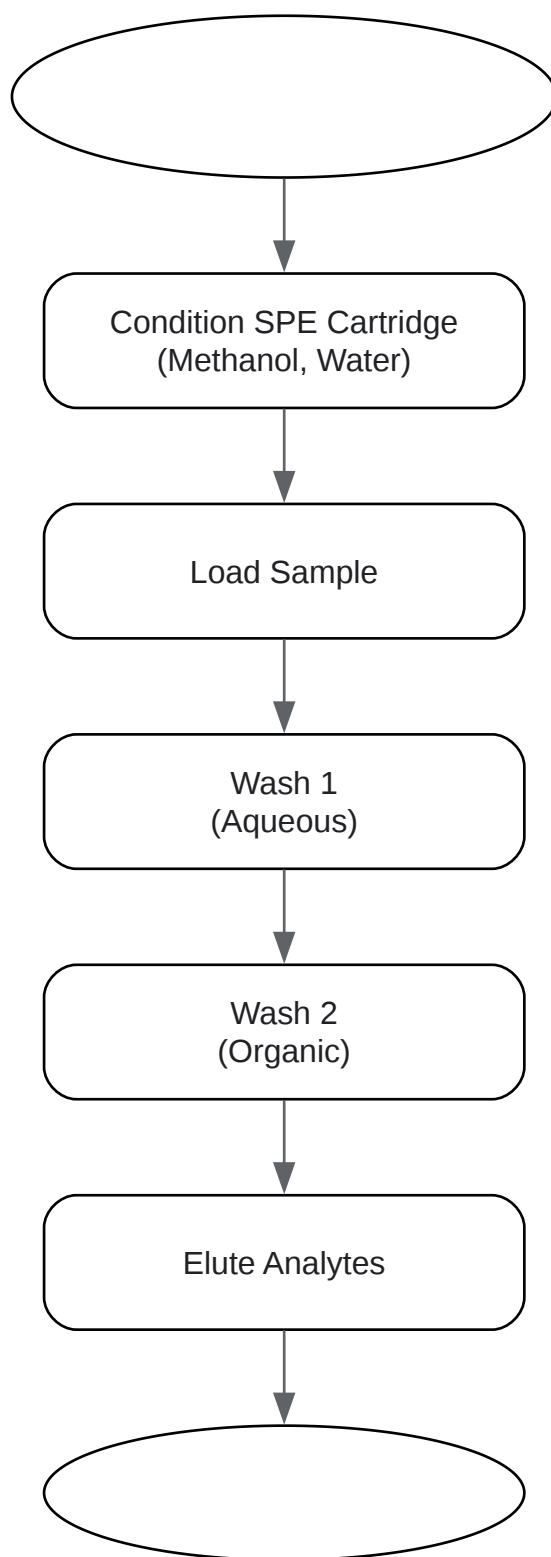 Condition SPE Cartridge
(Methanol, Water)
Load Sample
Wash 1
(Aqueous)
Wash 2
(Organic)
Elute Analytes